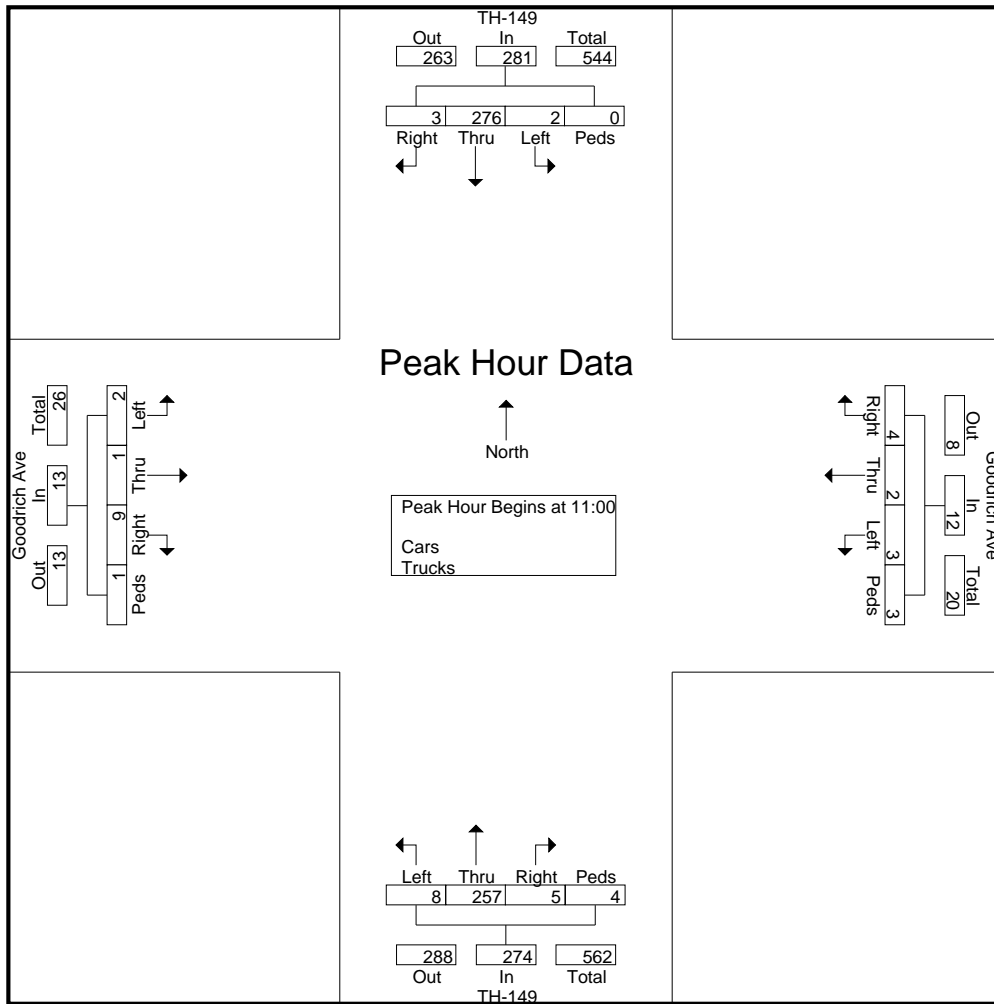 TH-149
Out In Total
263 281 544
3 276 2 0
Right Thru Left Peds
Peak Hour Data
North
Peak Hour Begins at 11:00
Cars
Trucks
Goodrich Ave
Total In Out
26 13 13
2 1 9 1
Left Thru Right Peds
Goodrich Ave
Out In Total
8 12 20
4 2 3 3
Right Thru Left Peds
Left Thru Right Peds
8 257 5 4
288 274 562
Out In Total
TH-149